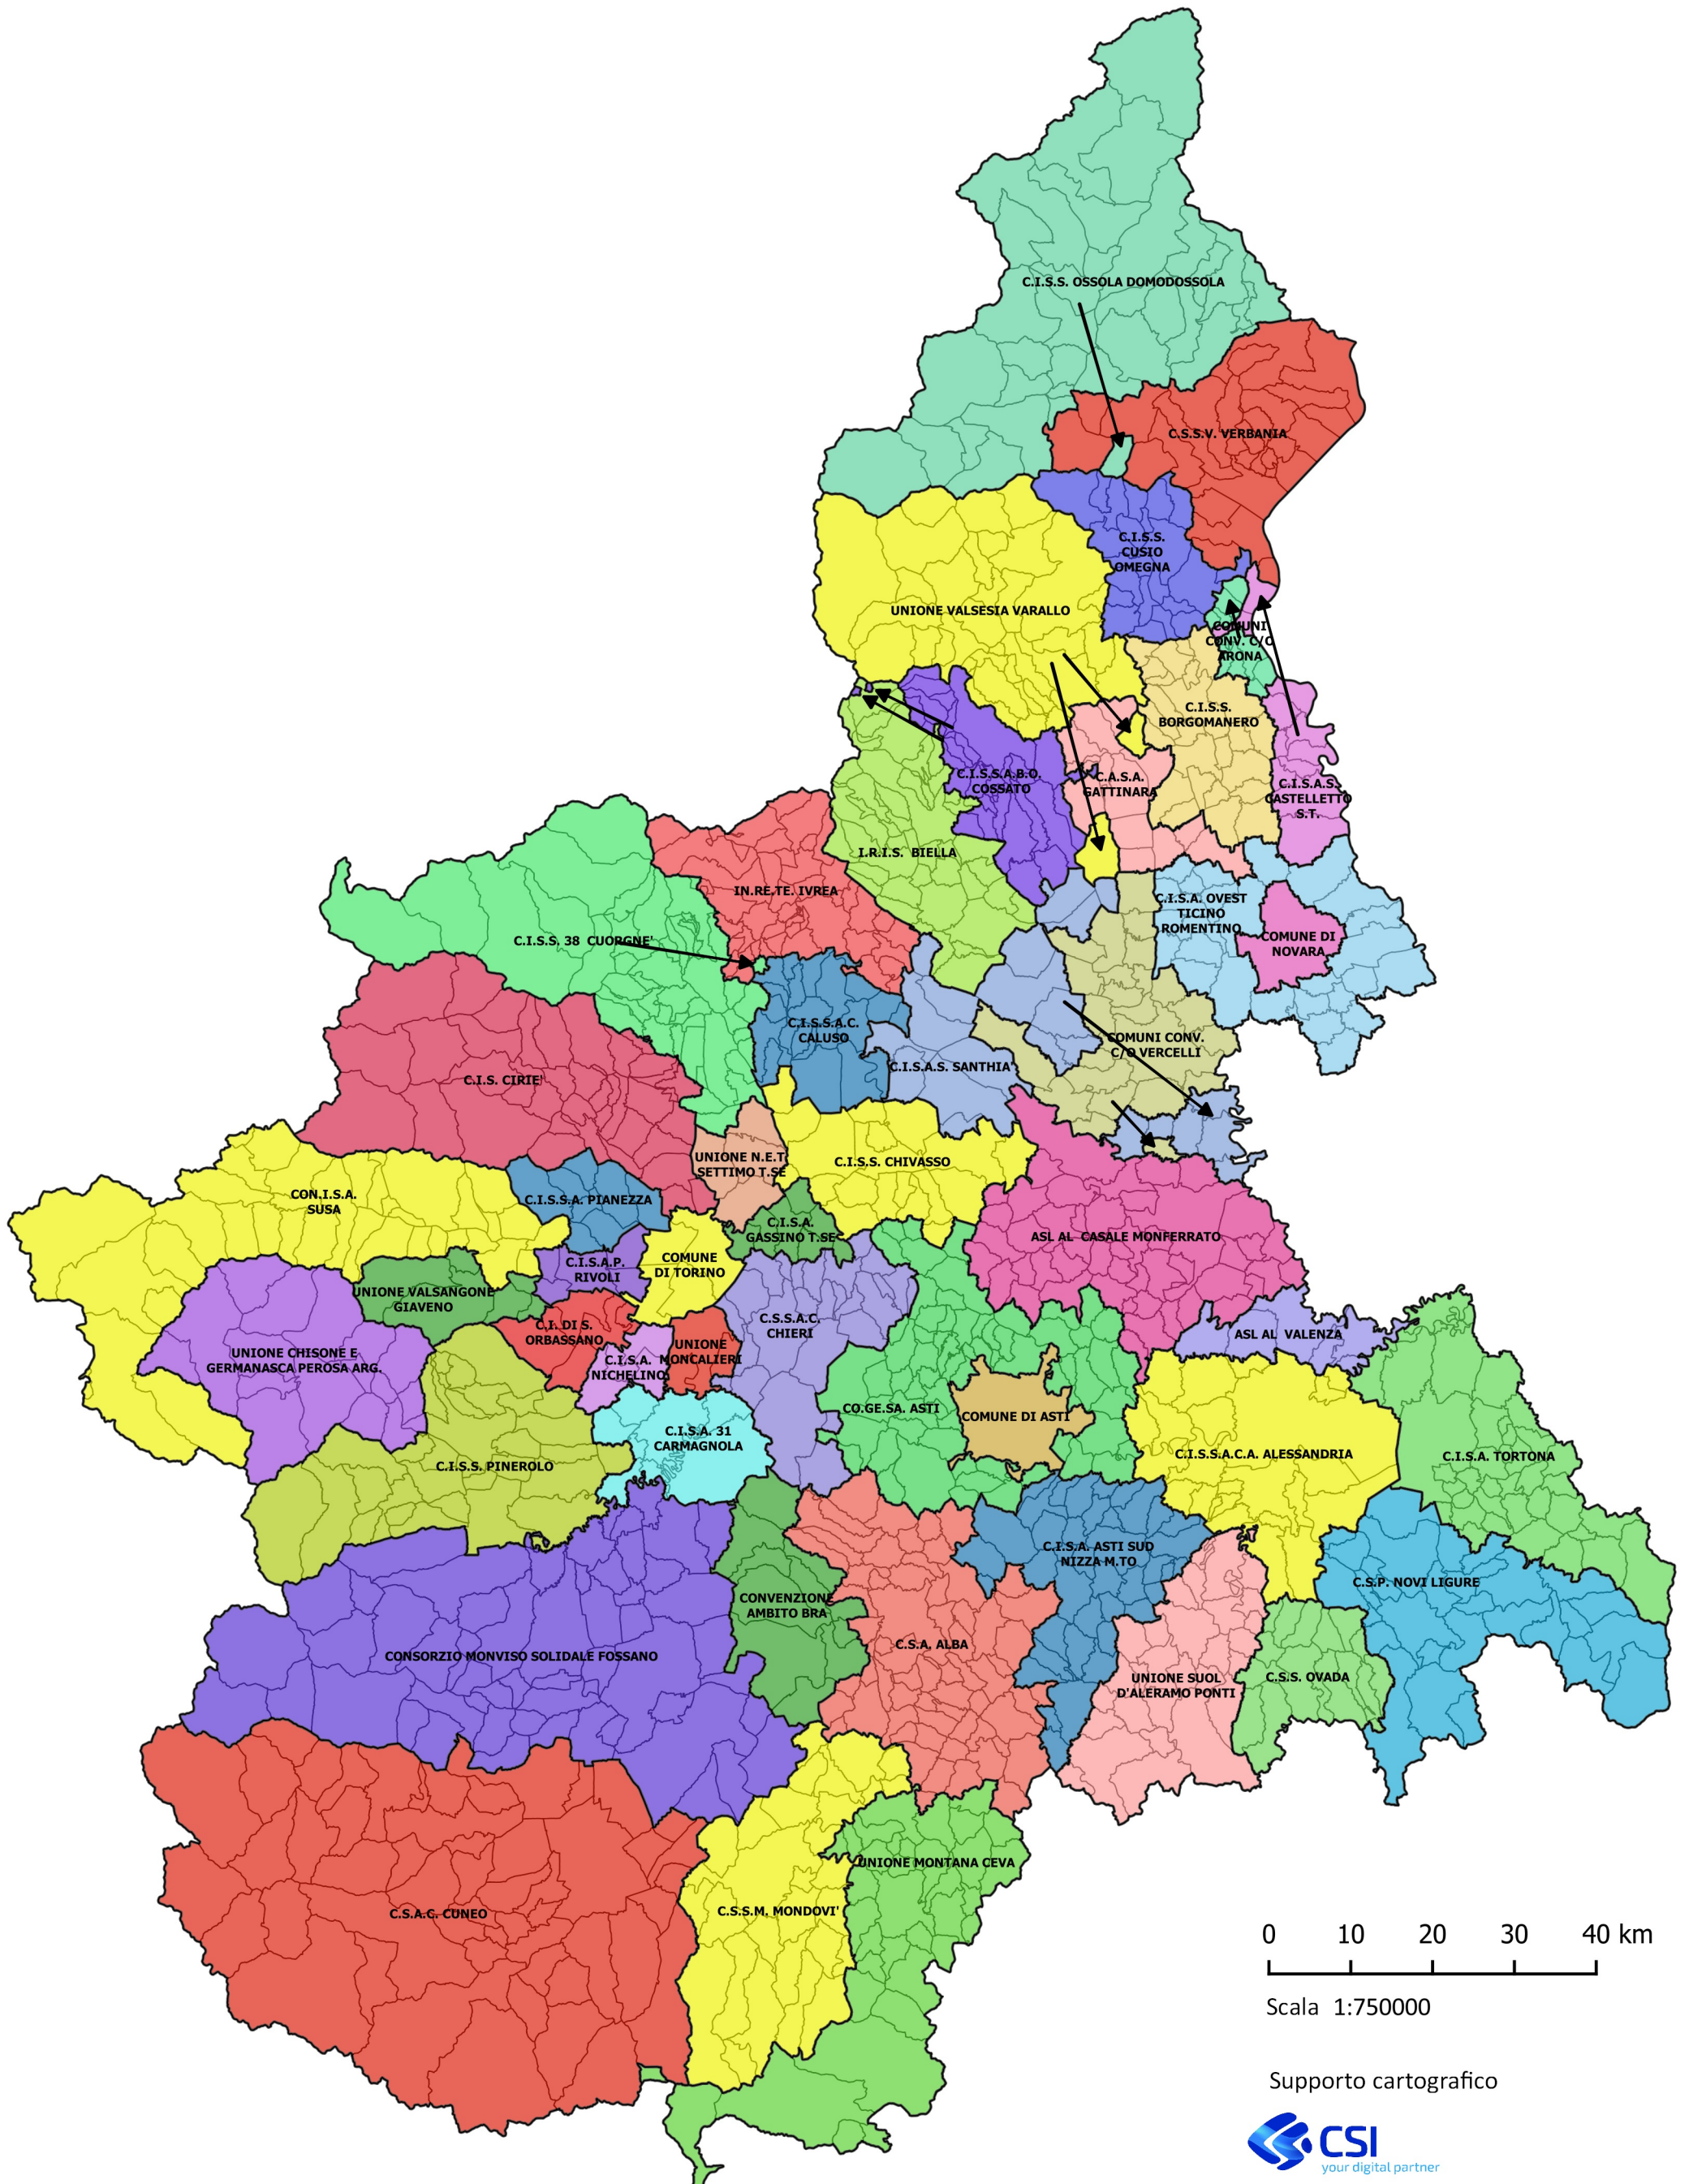 C.I.S.S. OSSOLA DOMODOSSOLA
C.S.S.V. VERBANIA
C.I.S.S.
CUSIO
OMEGNA
UNIONE VALSESIA VARALLO
COMUNI
CONV. C/O
ARONA
C.I.S.S.
BORGOMANERO
C.I.S.S.A.B.O.
COSSATO
C.A.S.A.
GATTINARA
C.I.S.A.S.
CASTELLETTO
S.T.
I.R.I.S. BIELLA
IN.RE.TE. IVREA
C.I.S.A. OVEST
TICINO
ROMENTINO
COMUNE DI
NOVARA
C.I.S.S. 38 CUORGNE'
C.I.S.S.A.C.
CALUSO
COMUNI CONV.
C/O VERCELLI
C.I.S.A.S. SANTHIA'
C.I.S. CIRIE'
UNIONE N.E.T.
SETTIMO T.SE
C.I.S.S. CHIVASSO
CON.I.S.A.
SUSA
C.I.S.S.A. PIANEZZA
C.I.S.A.
GASSINO T.SE
ASL AL CASALE MONFERRATO
COMUNE
DI TORINO
C.I.S.A.P.
RIVOLI
UNIONE VALSANGONE
GIAVENO
C.I. DI S.
ORBASSANO
C.S.S.A.C.
CHIERI
ASL AL VALENZA
UNIONE
MONCALIERI
UNIONE CHISONE E
GERMANASCA PEROSA ARG.
C.I.S.A.
NICHELINO
CO.GE.SA. ASTI
COMUNE DI ASTI
C.I.S.A. 31
CARMAGNOLA
C.I.S.S.A.C.A. ALESSANDRIA
C.I.S.A. TORTONA
C.I.S.S. PINEROLO
C.I.S.A. ASTI SUD
NIZZA M.TO
C.S.P. NOVI LIGURE
CONVENZIONE
AMBITO BRA
C.S.A. ALBA
CONSORZIO MONVISO SOLIDALE FOSSANO
UNIONE SUOL
D'ALERAMO PONTI
C.S.S. OVADA
UNIONE MONTANA CEVA
C.S.A.C. CUNEO
C.S.S.M. MONDOVI'
0 10 20 30 40 km
Scala 1:750000
Supporto cartografico
CSI
your digital partner